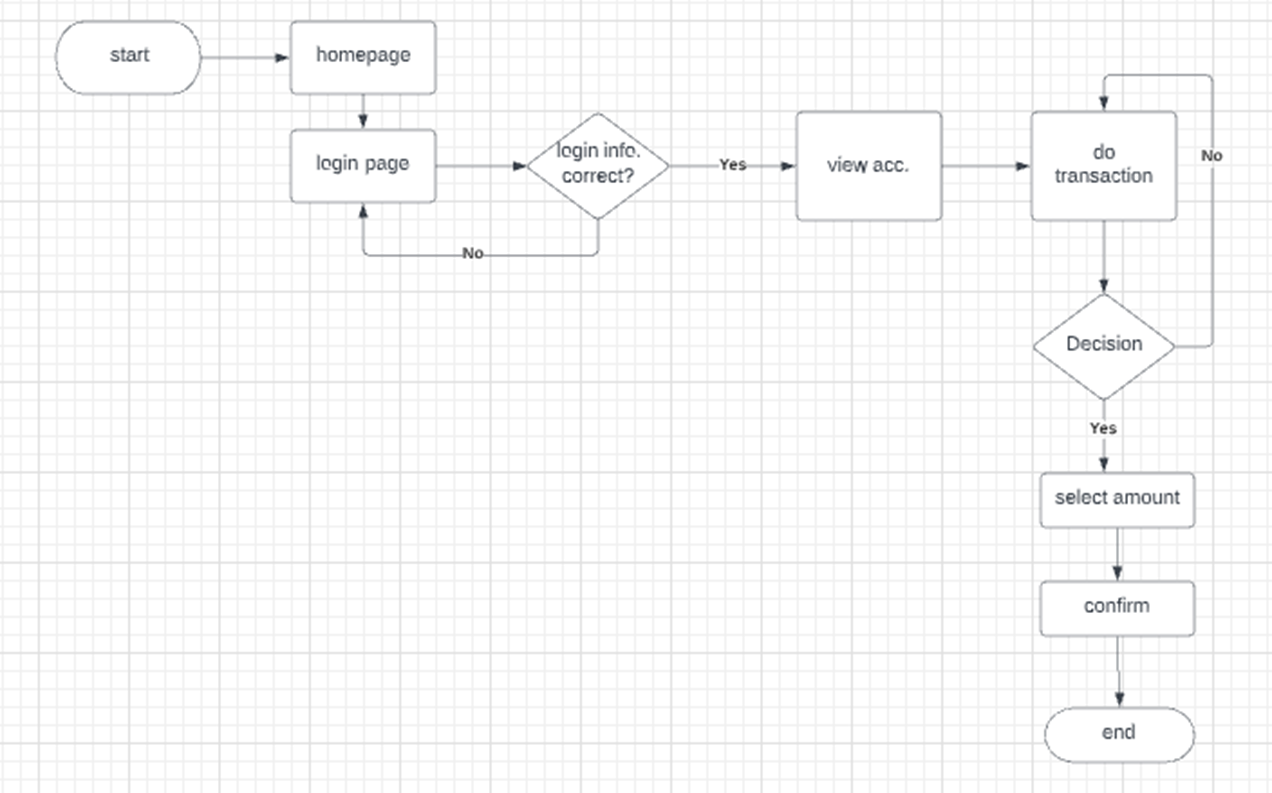 start
homepage
login page
login info.
correct?
Yes
No
view acc.
do
transaction
No
Decision
Yes
select amount
confirm
end